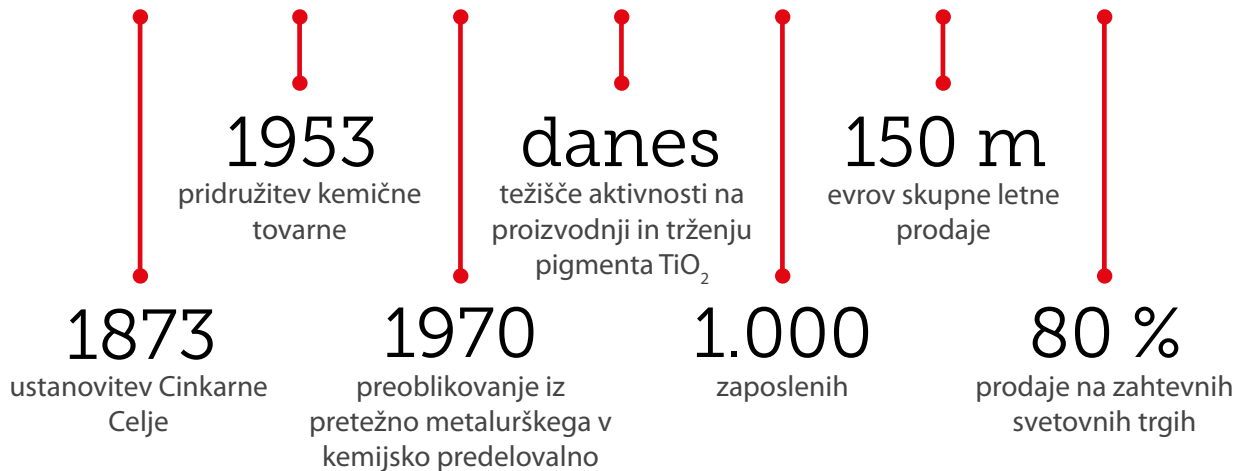 1873
ustanovitev Cinkarne
Celje
1953
pridružitev kemične
tovarne
1970
preoblikovanje iz
pretežno metalurškega v
kemijsko predelovalno
danes
težišče aktivnosti na
proizvodnji in trženju
pigmenta TiO₂
1.000
zaposlenih
150 m
evrov skupne letne
prodaje
80 %
prodaje na zahtevnih
svetovnih trgih